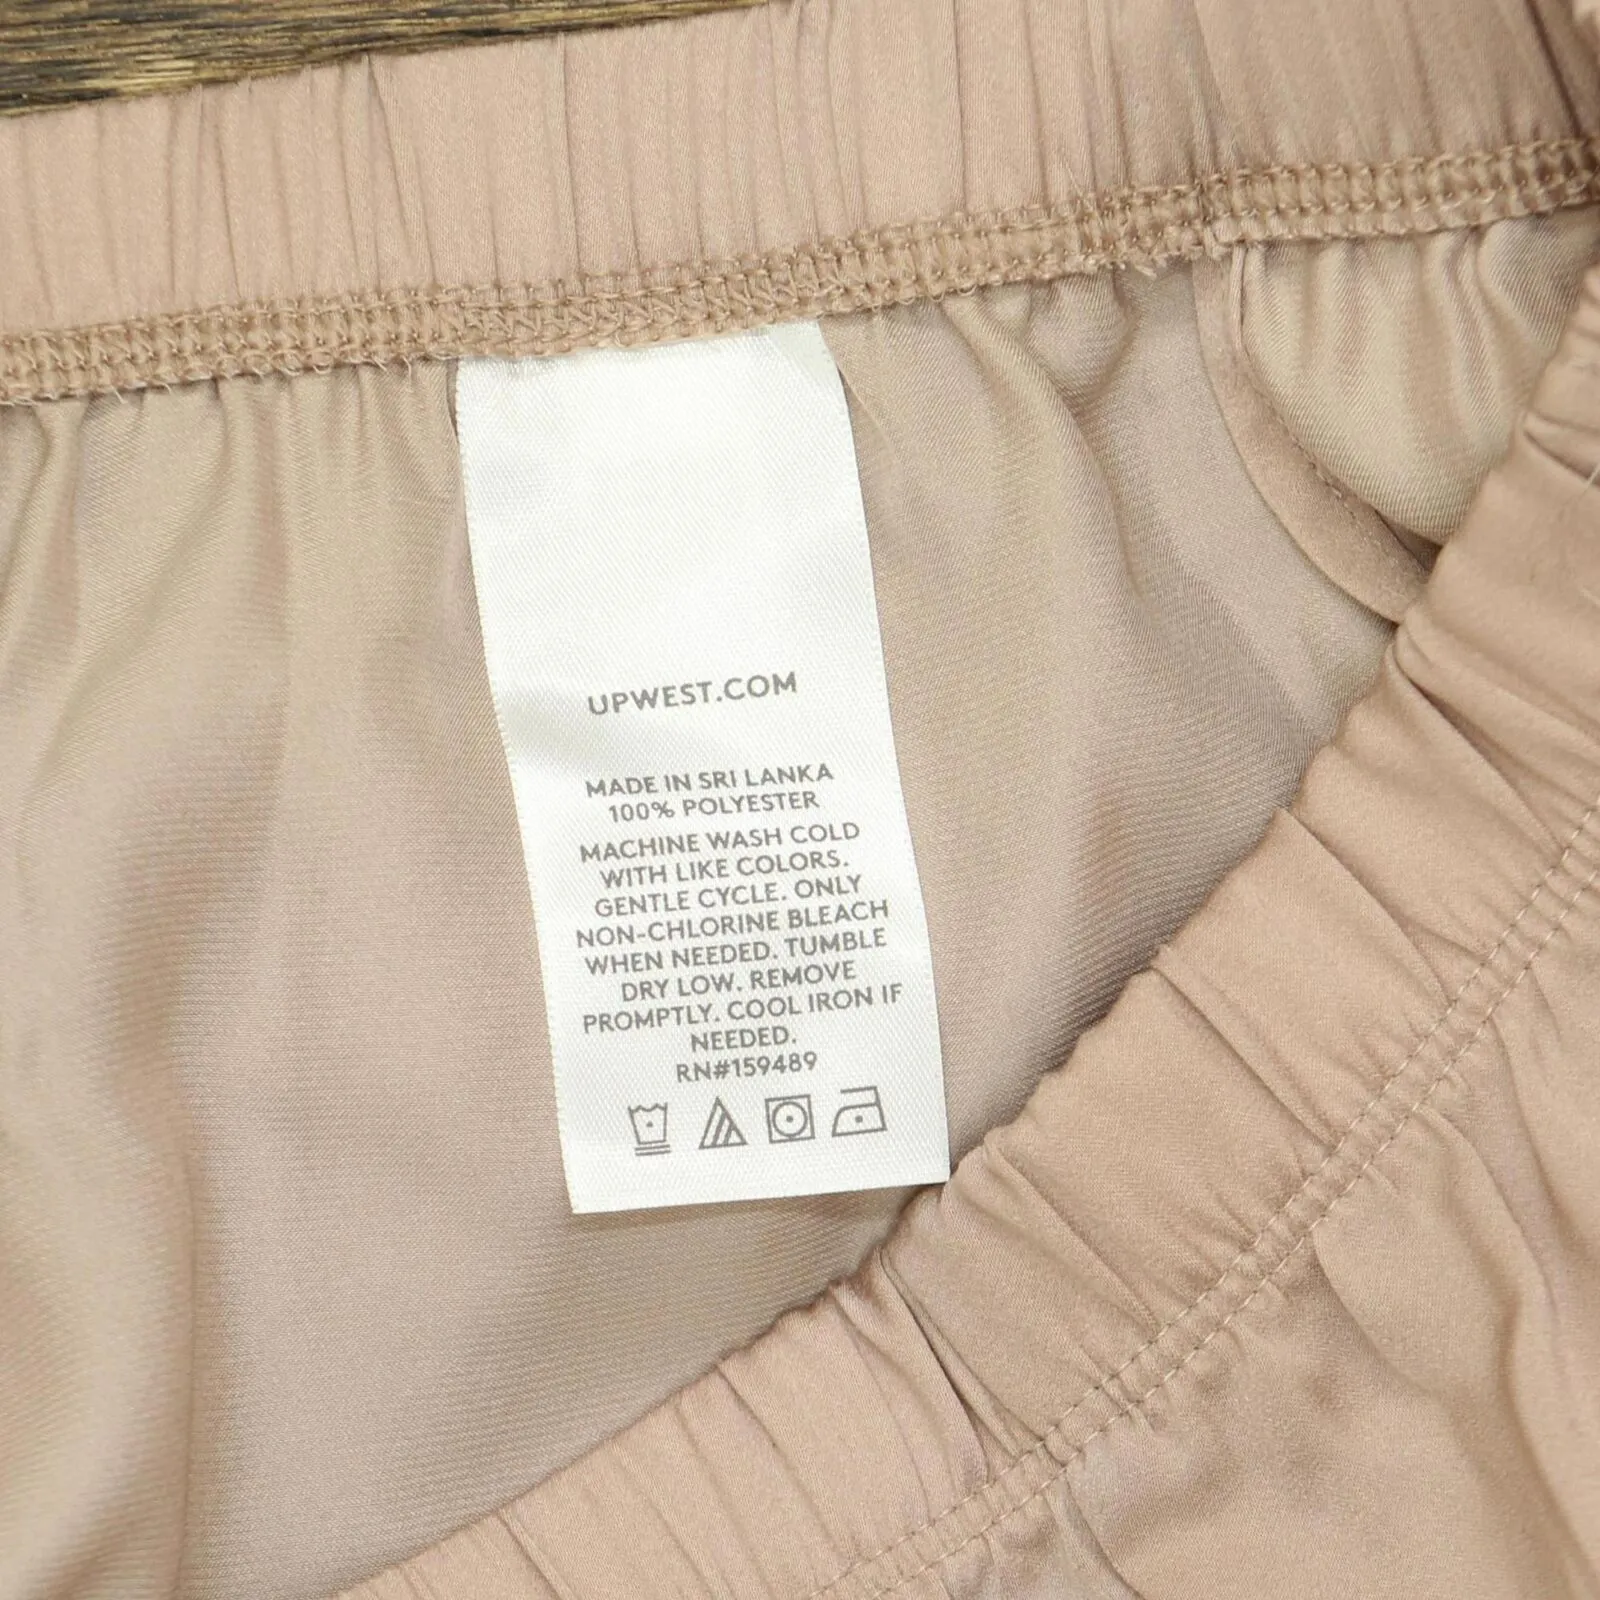 UPWEST.COM
MADE IN SRI LANKA
100% POLYESTER
MACHINE WASH COLD
WITH LIKE COLORS.
GENTLE CYCLE. ONLY
NON-CHLORINE BLEACH
WHEN NEEDED. TUMBLE
DRY LOW. REMOVE
PROMPTLY. COOL IRON IF
NEEDED.
RN#159489